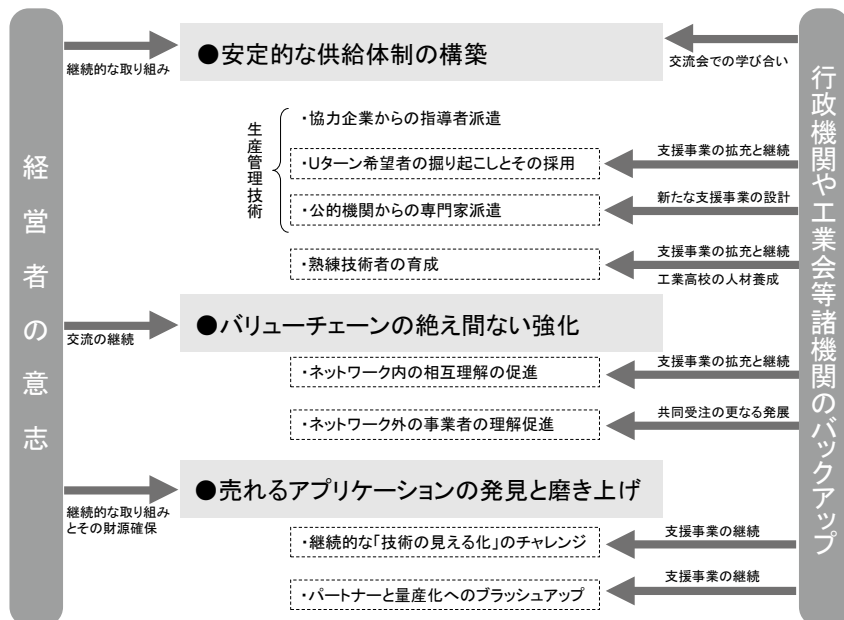 経営者の意志
継続的な取り組み
●安定的な供給体制の構築
交流会での学び合い
行政機関や工業会等諸機関のバックアップ
生産管理技術
・協力企業からの指導者派遣
・Uターン希望者の掘り起こしとその採用
支援事業の拡充と継続
・公的機関からの専門家派遣
新たな支援事業の設計
・熟練技術者の育成
支援事業の拡充と継続
工業高校の人材養成
交流の継続
●バリューチェーンの絶え間ない強化
・ネットワーク内の相互理解の促進
支援事業の拡充と継続
・ネットワーク外の事業者の理解促進
共同受注の更なる発展
継続的な取り組み
とその財源確保
●売れるアプリケーションの発見と磨き上げ
・継続的な「技術の見える化」のチャレンジ
支援事業の継続
・パートナーと量産化へのブラッシュアップ
支援事業の継続